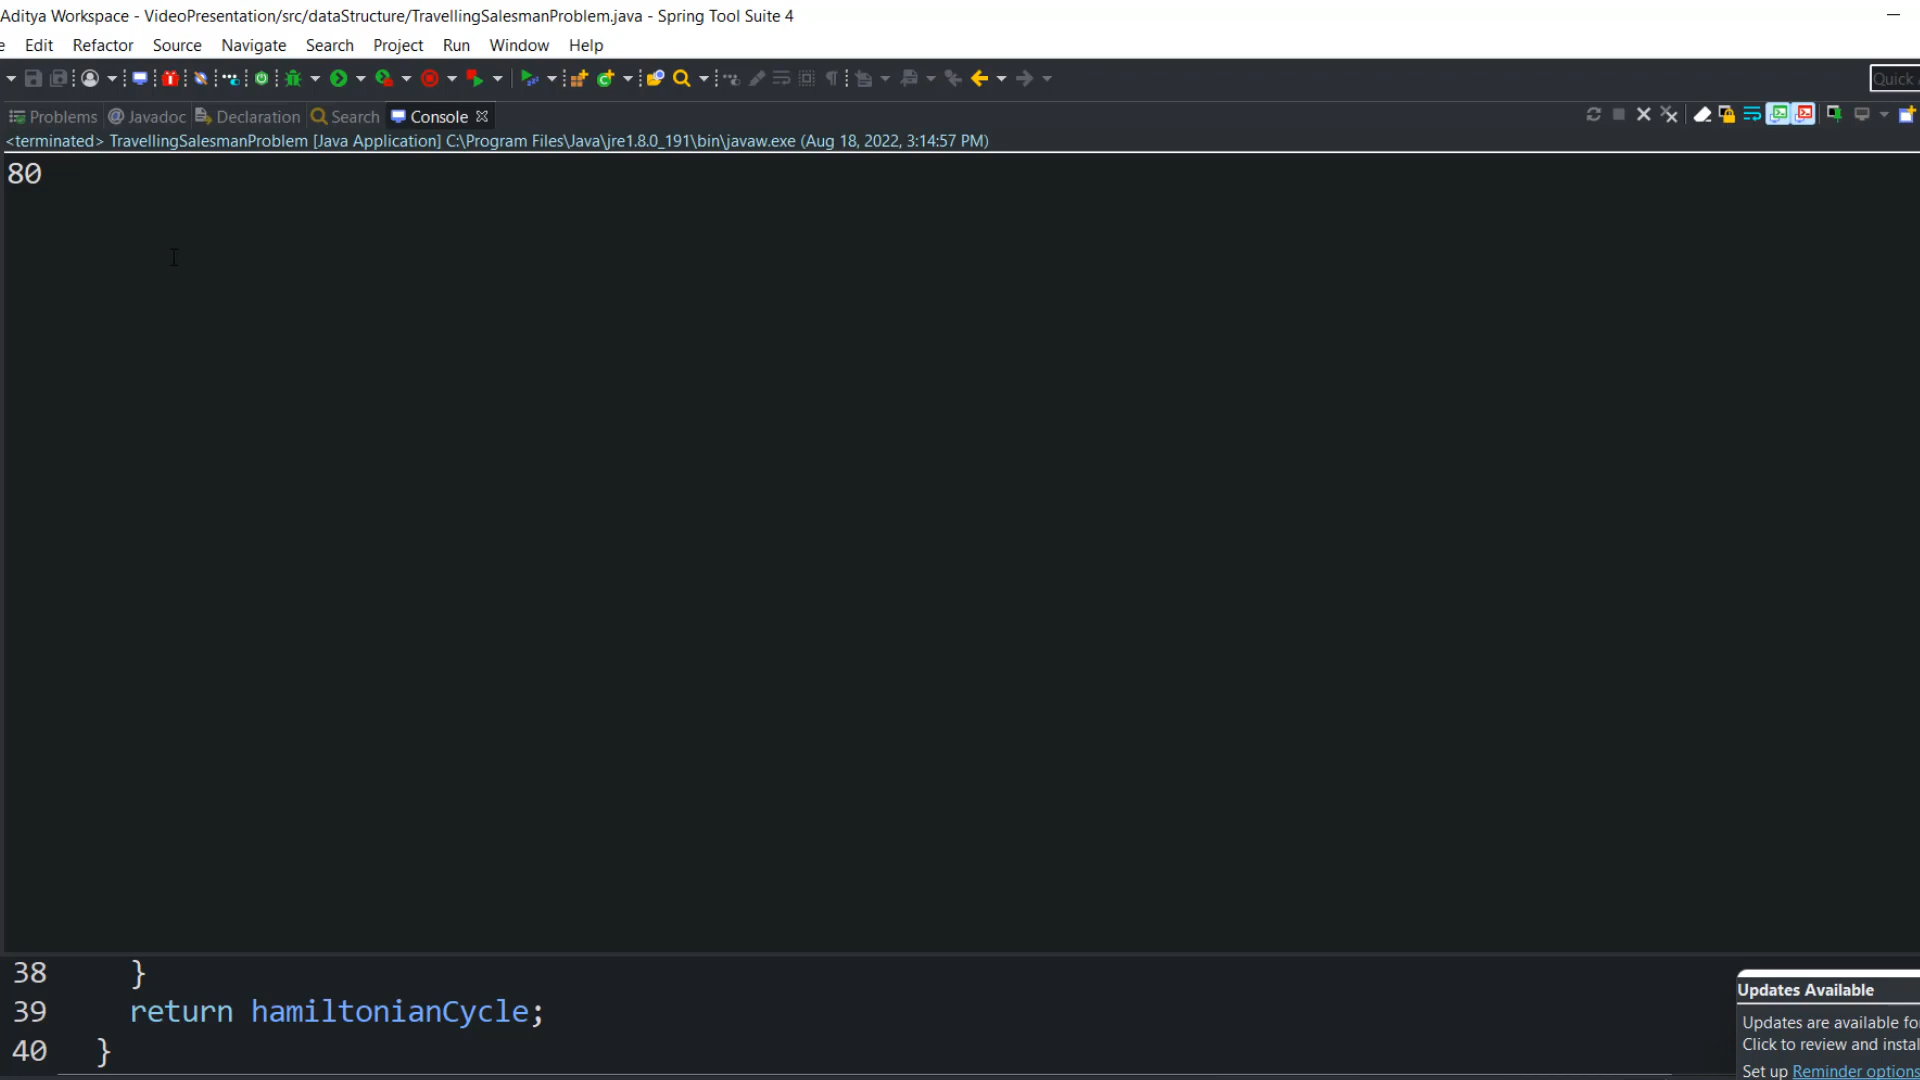 Aditya Workspace - VideoPresentation/src/dataStructure/TravellingSalesmanProblem.java - Spring Tool Suite 4
Edit Refactor Source Navigate Search Project Run Window Help
Quick
Problems @ Javadoc Declaration Search Console
<terminated> TravellingSalesmanProblem [Java Application] C:\Program Files\Java\jre1.8.0_191\bin\javaw.exe (Aug 18, 2022, 3:14:57 PM)
80
38 }
39 return hamiltonianCycle;
40 }
Updates Available
Updates are available fo
Click to review and instal
Set up Reminder options